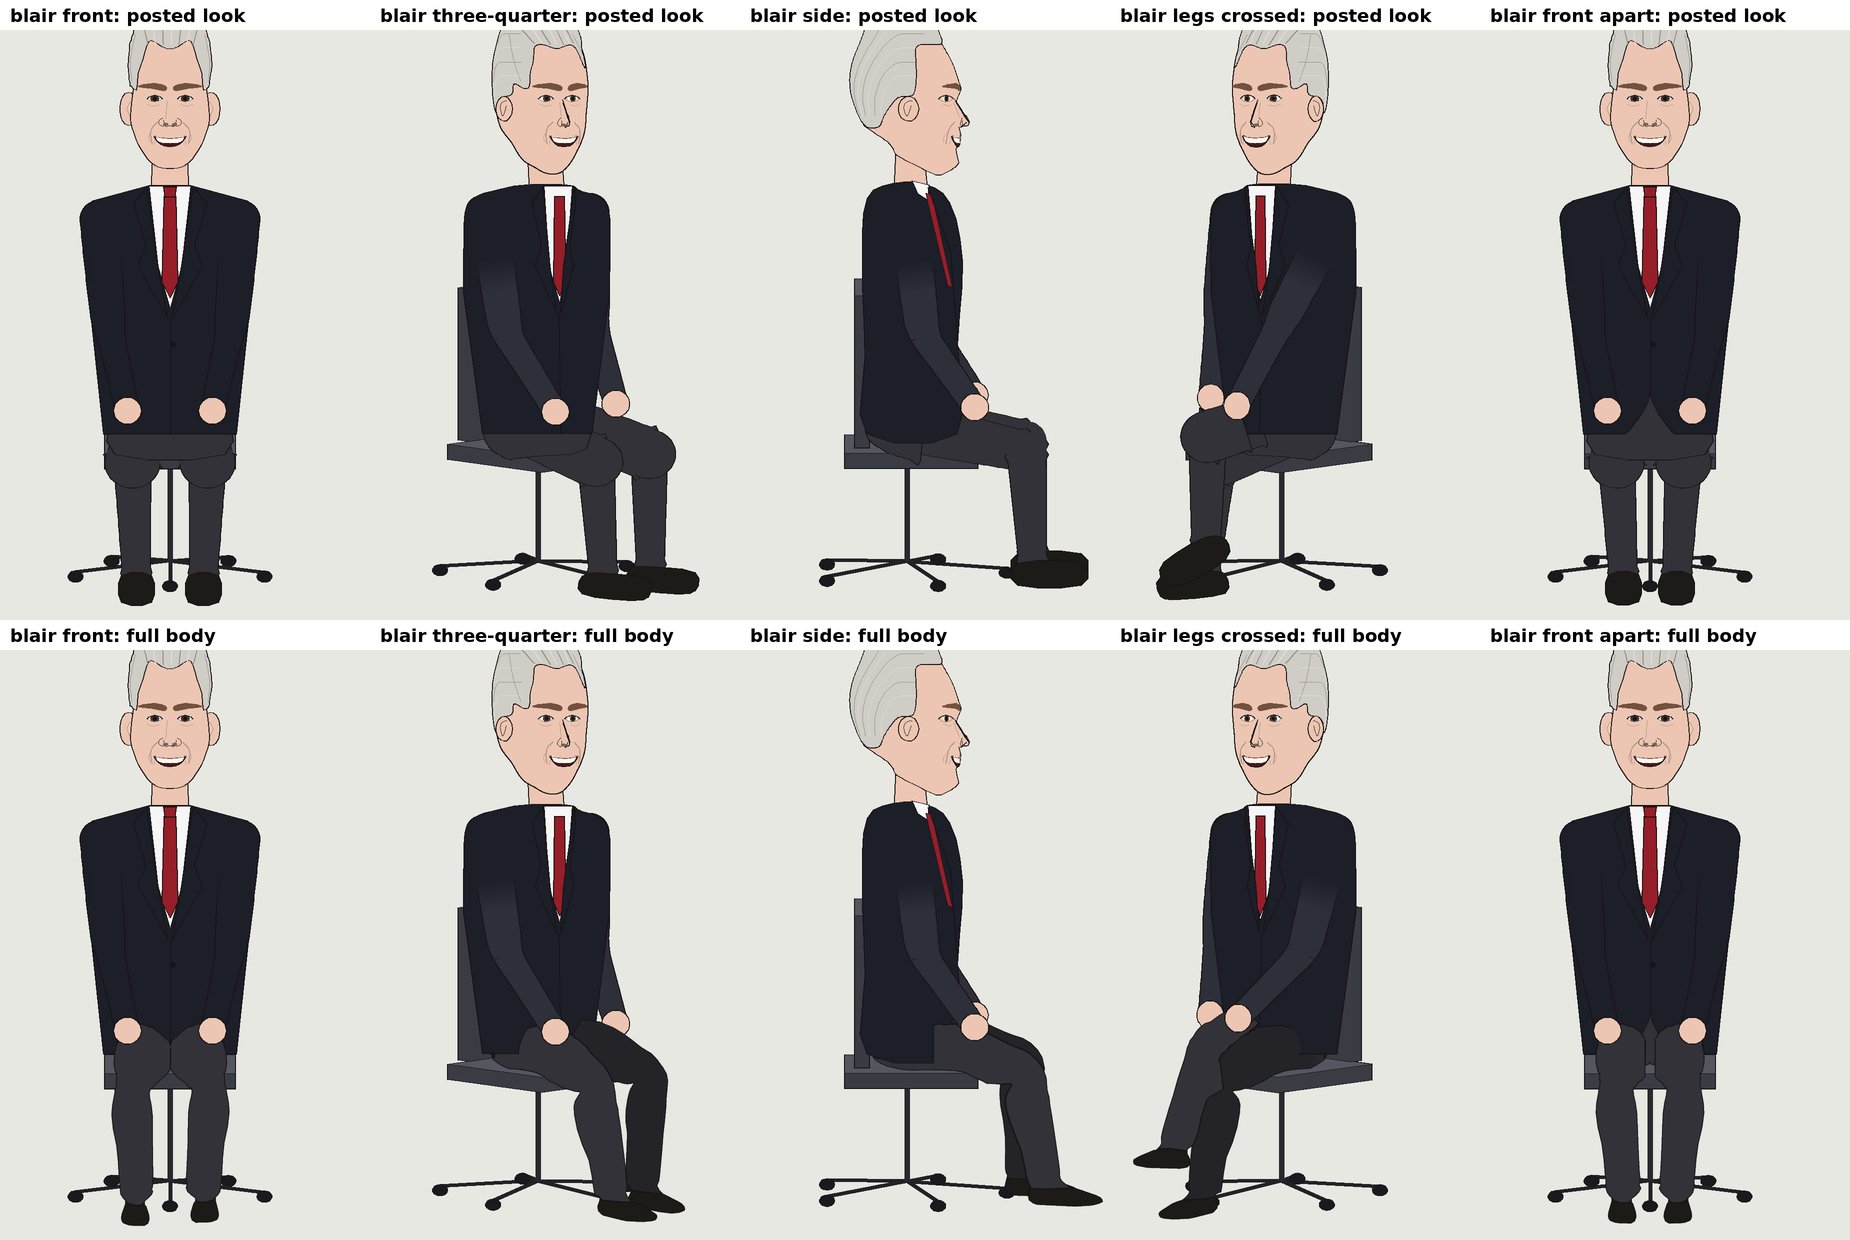 blair front: posted look
blair three-quarter: posted look
blair side: posted look
blair legs crossed: posted look
blair front apart: posted look
blair front: full body
blair three-quarter: full body
blair side: full body
blair legs crossed: full body
blair front apart: full body